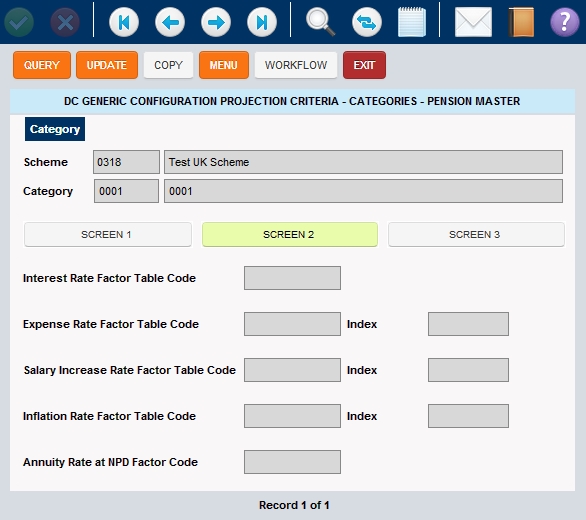 ?
QUERY UPDATE COPY MENU WORKFLOW EXIT
DC GENERIC CONFIGURATION PROJECTION CRITERIA - CATEGORIES - PENSION MASTER
Category
Scheme 0318 Test UK Scheme
Category 0001 0001
SCREEN 1 SCREEN 2 SCREEN 3
Interest Rate Factor Table Code
Expense Rate Factor Table Code Index
Salary Increase Rate Factor Table Code Index
Inflation Rate Factor Table Code Index
Annuity Rate at NPD Factor Code
Record 1 of 1